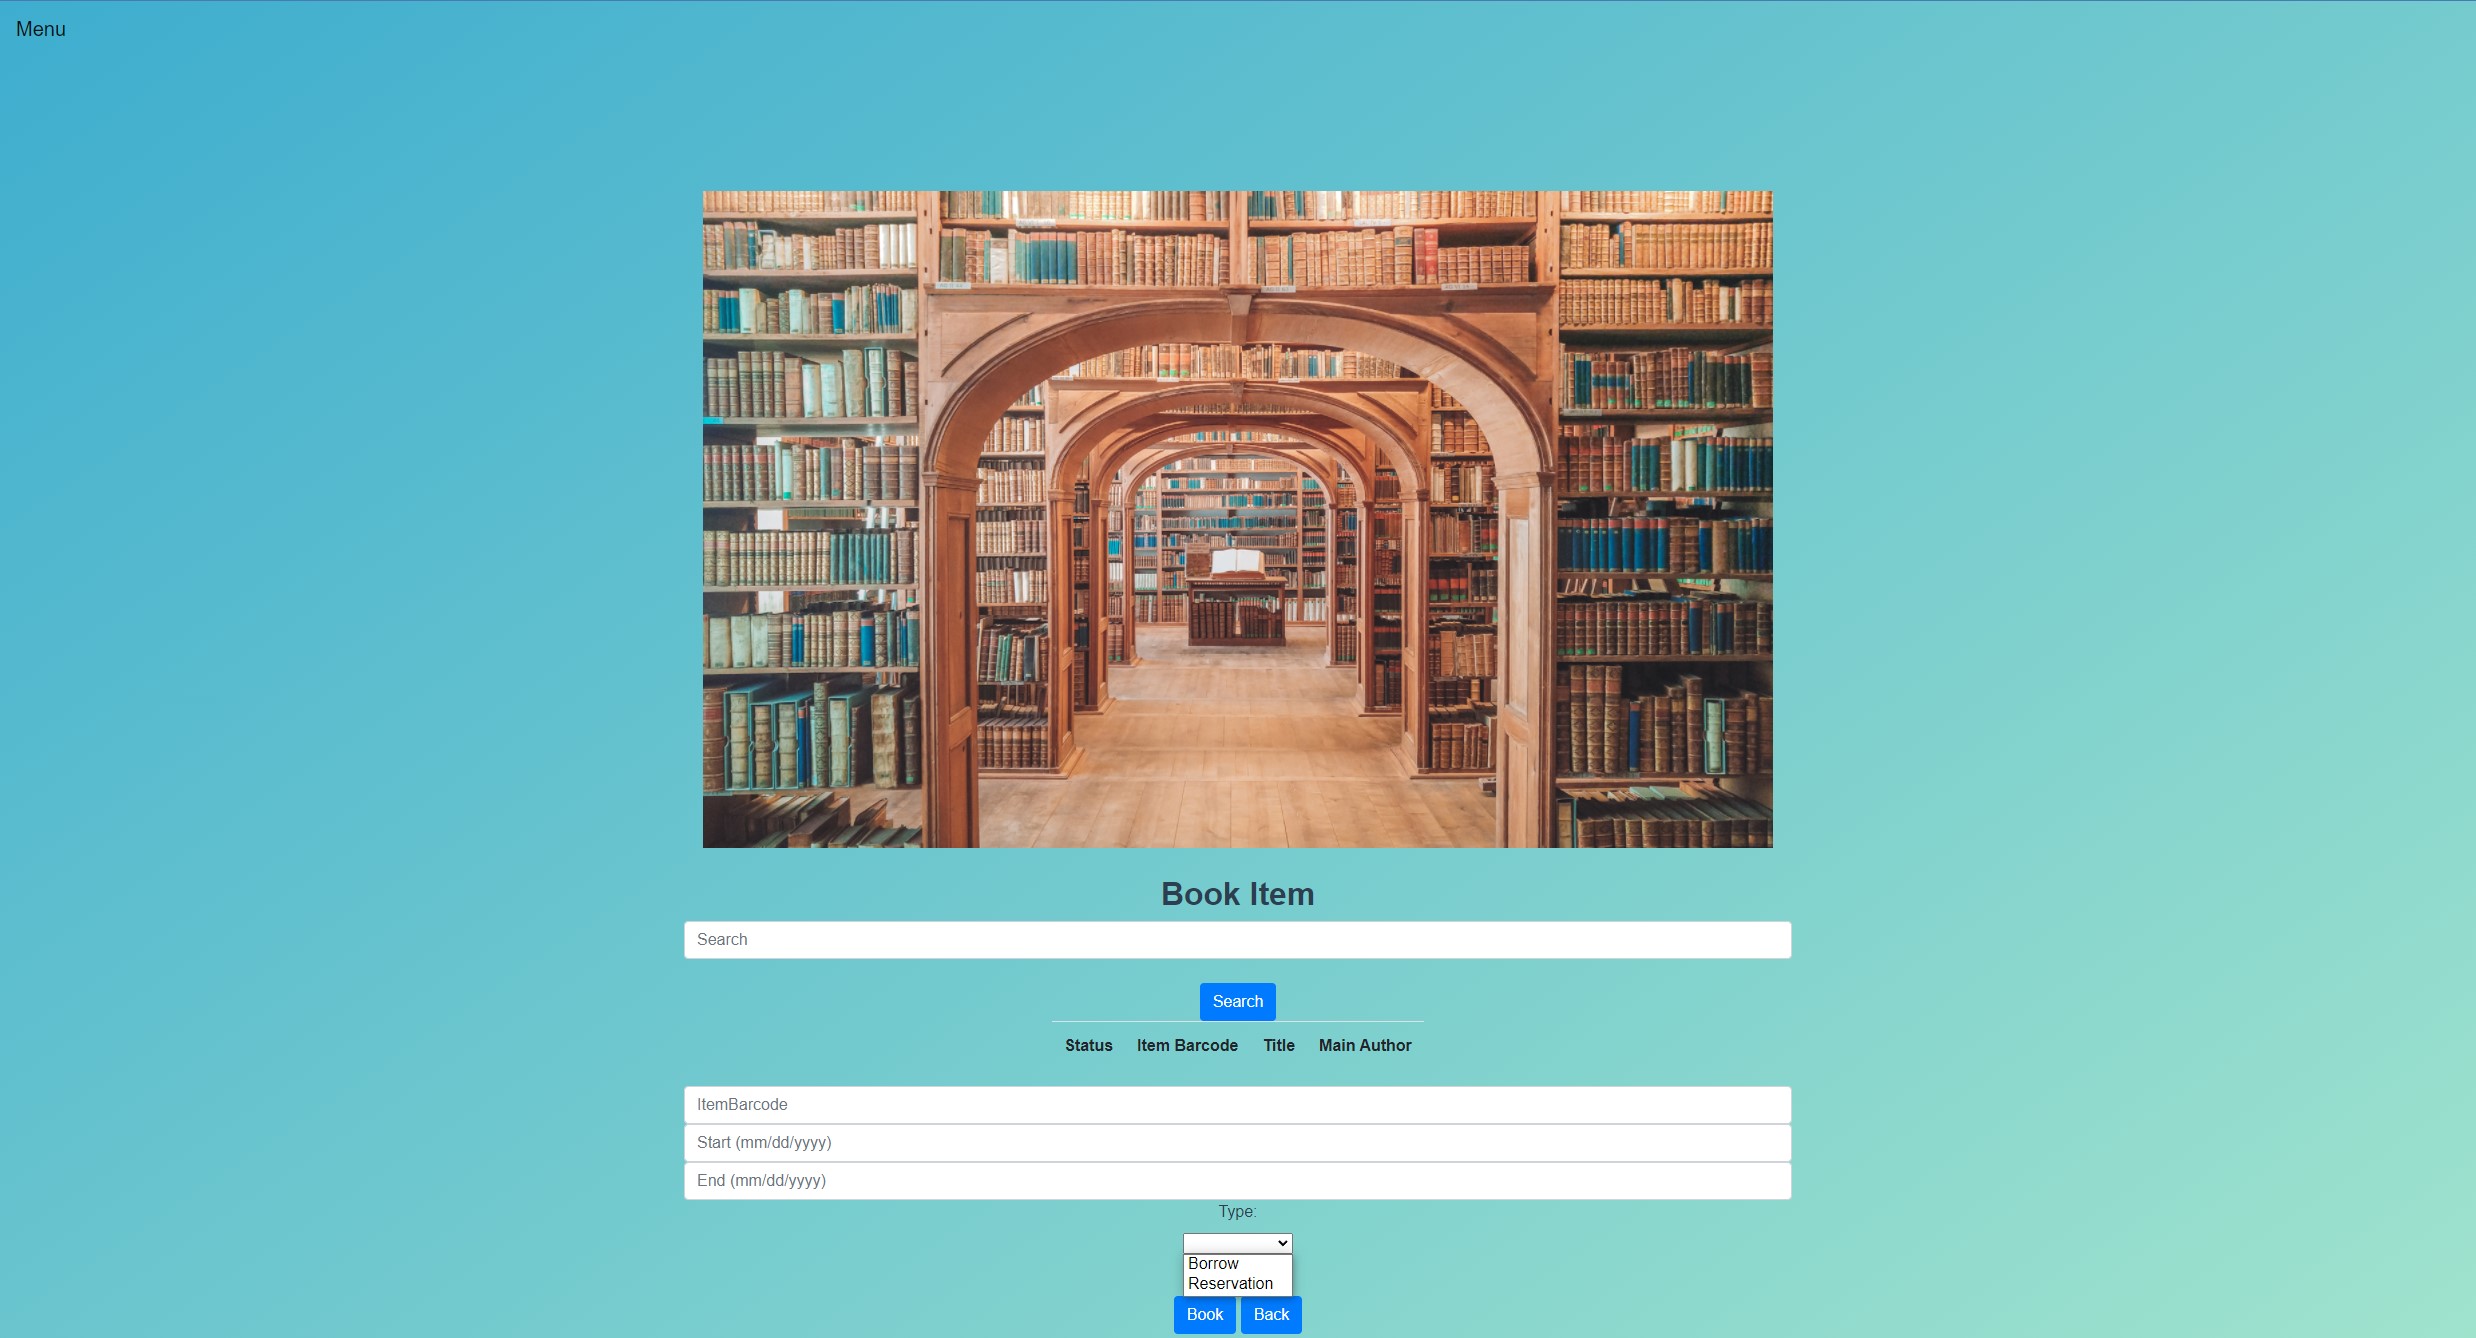 Menu
Book Item
Search
Search
Status Item Barcode Title Main Author
ItemBarcode
Start (mm/dd/yyyy)
End (mm/dd/yyyy)
Type:
Borrow
Reservation
Book Back